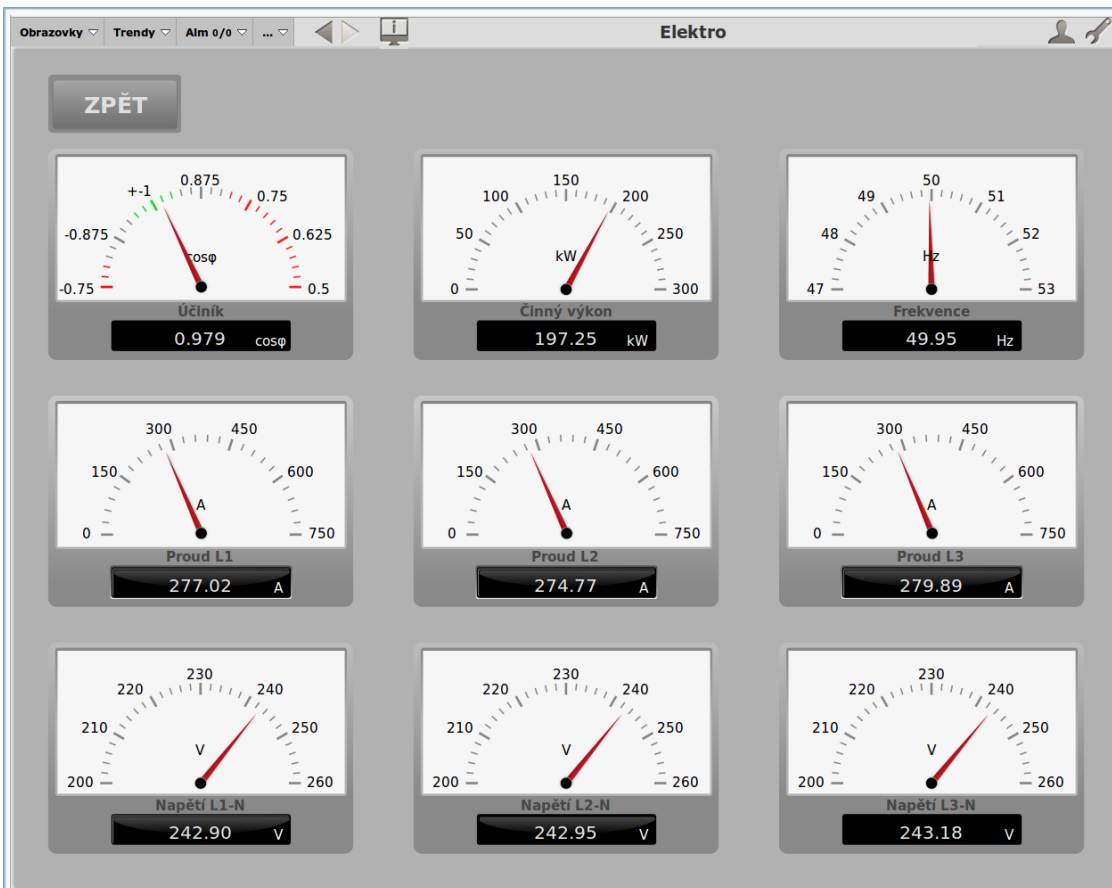 Obrazovky Trendy Alm 0/0 ... i Elektro
ZPĚT
-0.75 -0.875 +-1 0.875 0.75 0.625 0.5
cosφ
Účiník
0.979 cosφ
0 50 100 150 200 250 300
kW
Činný výkon
197.25 kW
47 48 49 50 51 52 53
Hz
Frekvence
49.95 Hz
0 150 300 450 600 750
A
Proud L1
277.02 A
0 150 300 450 600 750
A
Proud L2
274.77 A
0 150 300 450 600 750
A
Proud L3
279.89 A
200 210 220 230 240 250 260
V
Napětí L1-N
242.90 V
200 210 220 230 240 250 260
V
Napětí L2-N
242.95 V
200 210 220 230 240 250 260
V
Napětí L3-N
243.18 V